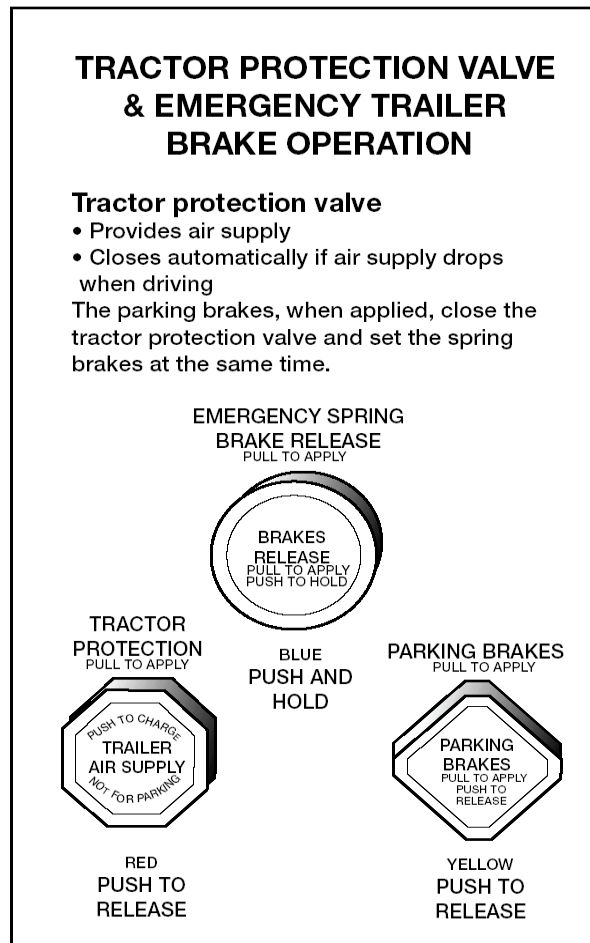 TRACTOR PROTECTION VALVE
& EMERGENCY TRAILER
BRAKE OPERATION
Tractor protection valve
• Provides air supply
• Closes automatically if air supply drops
when driving
The parking brakes, when applied, close the
tractor protection valve and set the spring
brakes at the same time.
EMERGENCY SPRING
BRAKE RELEASE
PULL TO APPLY
BRAKES
RELEASE
PULL TO APPLY
PUSH TO HOLD
BLUE
PUSH AND
HOLD
TRACTOR
PROTECTION
PULL TO APPLY
PUSH TO CHARGE
TRAILER
AIR SUPPLY
NOT FOR PARKING
RED
PUSH TO
RELEASE
PARKING BRAKES
PULL TO APPLY
PARKING
BRAKES
PULL TO APPLY
PUSH TO
RELEASE
YELLOW
PUSH TO
RELEASE